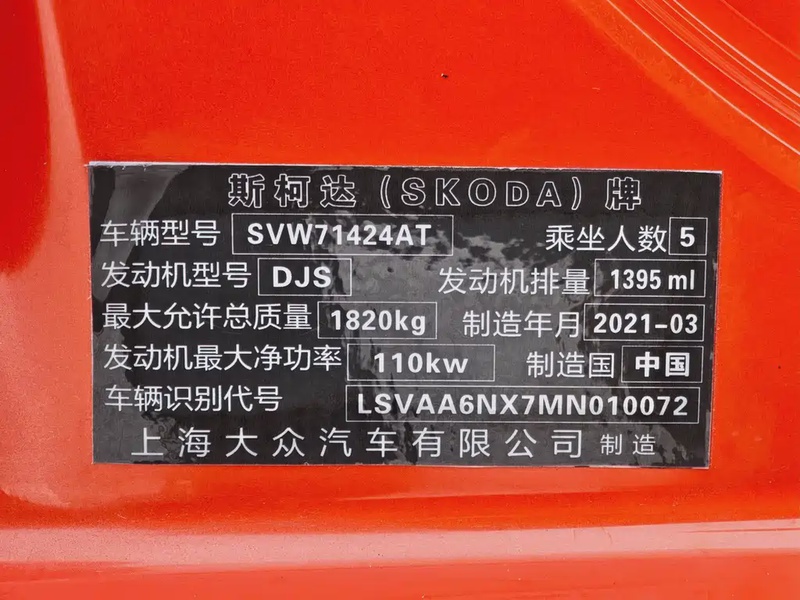 斯柯达(SKODA)牌
车辆型号 SVW71424AT 乘坐人数 5
发动机型号 DJS 发动机排量 1395 ml
最大允许总质量 1820kg 制造年月 2021-03
发动机最大净功率 110kw 制造国 中国
车辆识别代号 LSVAA6NX7MN010072
上海大众汽车有限公司 制造